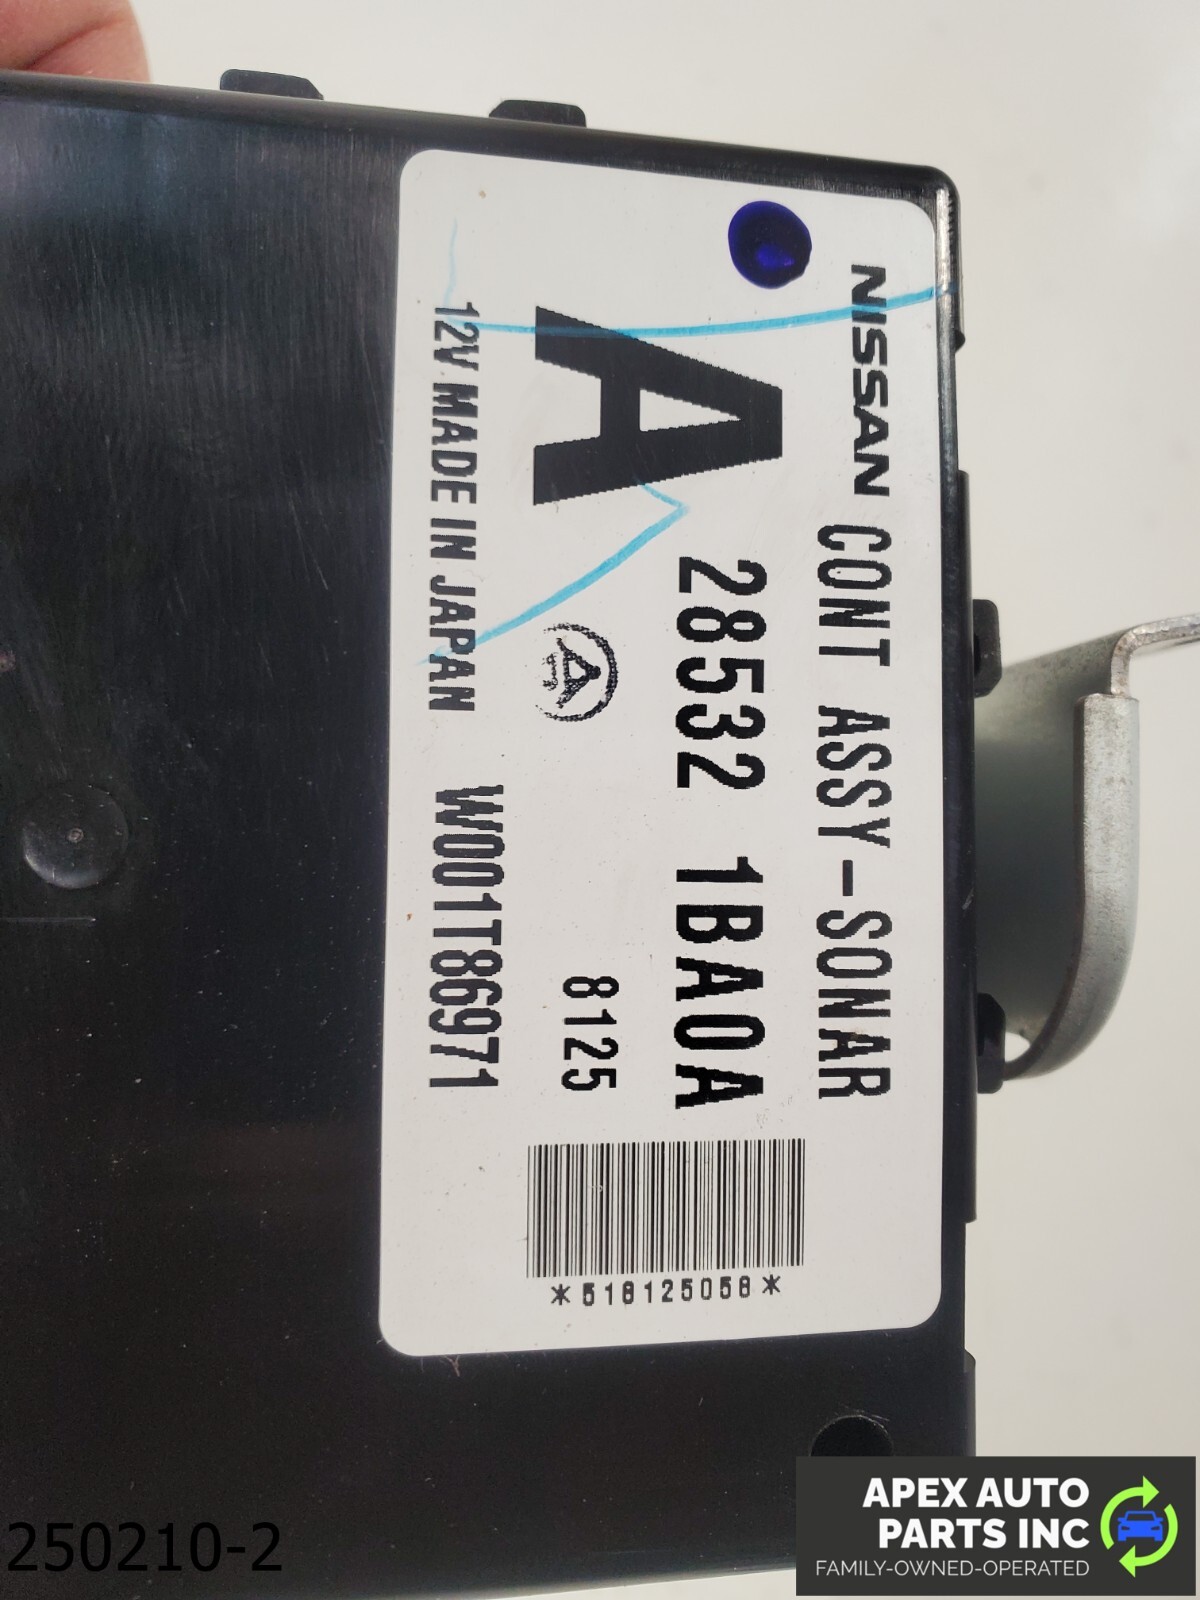 NISSAN CONT ASSY-SONAR
A 28532 1BA0A
8125
12V MADE IN JAPAN W001T86971
*518125058*
250210-2
APEX AUTO
PARTS INC
FAMILY-OWNED-OPERATED